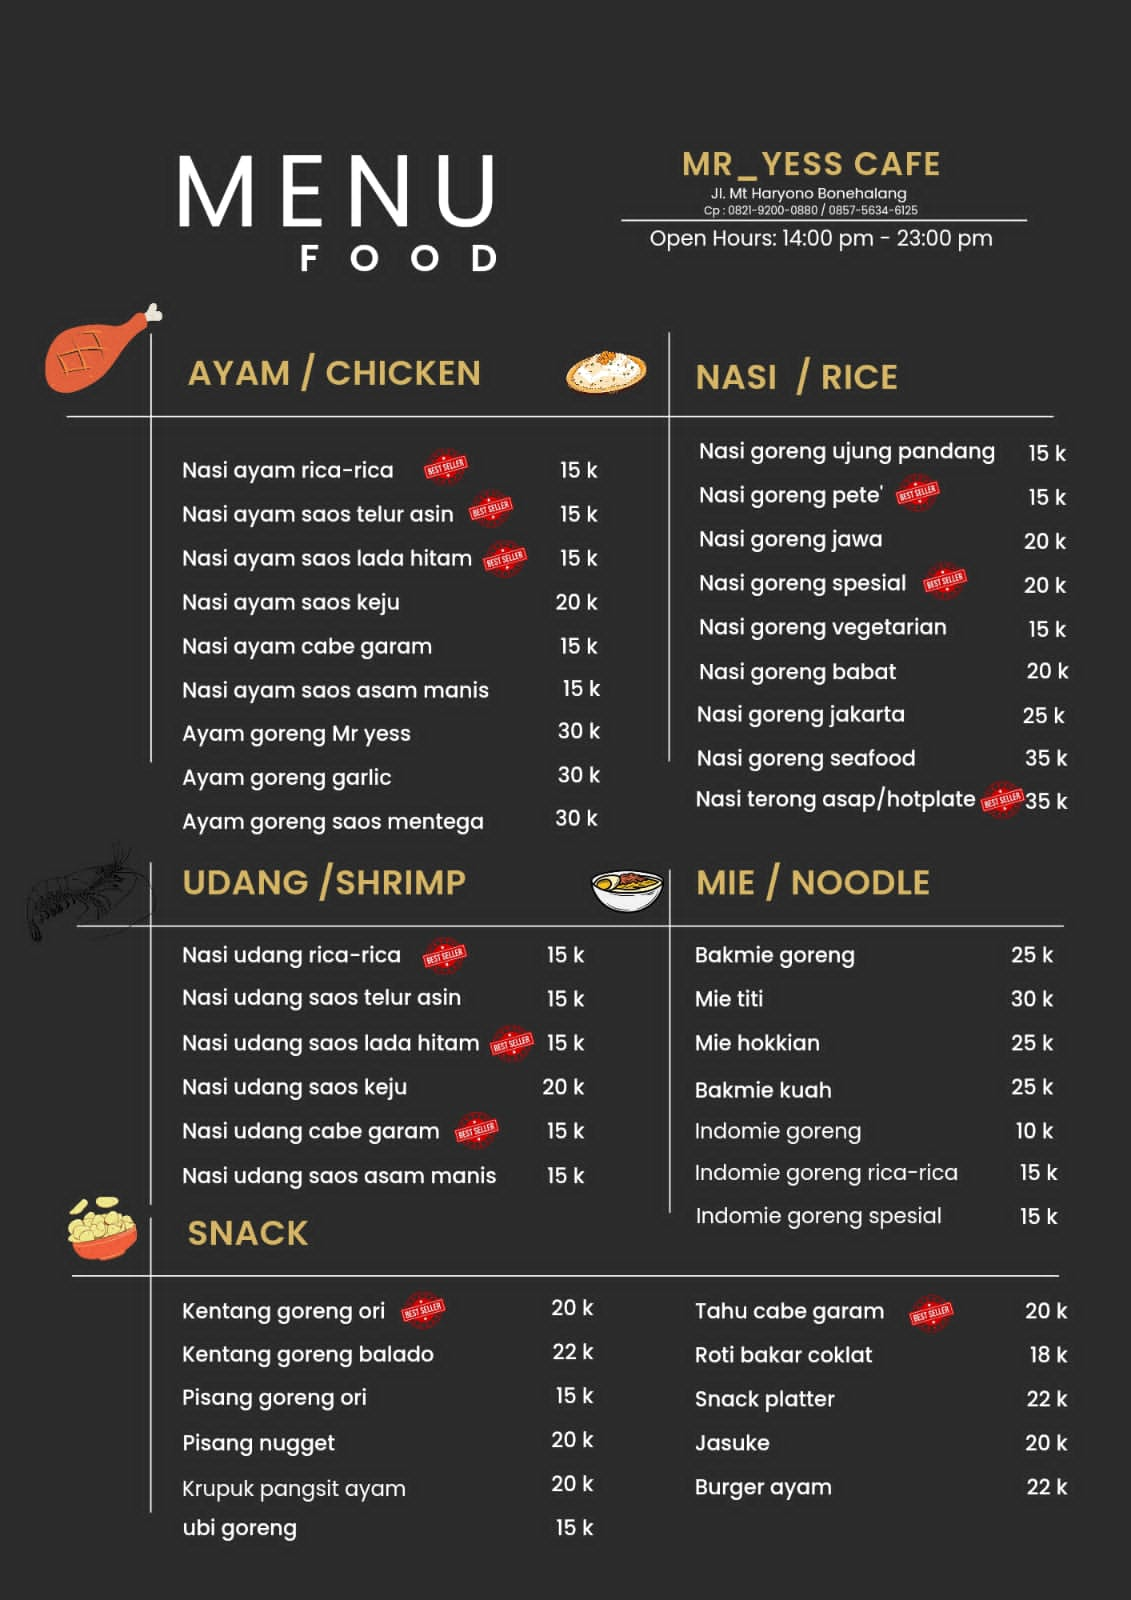 MENU
FOOD
MR_YESS CAFE
Jl. Mt Haryono Bonehalang
Cp : 0821-9200-0880 / 0857-5634-6125
Open Hours: 14:00 pm - 23:00 pm
AYAM / CHICKEN
Nasi ayam rica-rica BEST SELLER 15 k
Nasi ayam saos telur asin BEST SELLER 15 k
Nasi ayam saos lada hitam BEST SELLER 15 k
Nasi ayam saos keju 20 k
Nasi ayam cabe garam 15 k
Nasi ayam saos asam manis 15 k
Ayam goreng Mr yess 30 k
Ayam goreng garlic 30 k
Ayam goreng saos mentega 30 k
NASI / RICE
Nasi goreng ujung pandang 15 k
Nasi goreng pete' BEST SELLER 15 k
Nasi goreng jawa 20 k
Nasi goreng spesial BEST SELLER 20 k
Nasi goreng vegetarian 15 k
Nasi goreng babat 20 k
Nasi goreng jakarta 25 k
Nasi goreng seafood 35 k
Nasi terong asap/hotplate BEST SELLER 35 k
UDANG /SHRIMP
Nasi udang rica-rica BEST SELLER 15 k
Nasi udang saos telur asin 15 k
Nasi udang saos lada hitam BEST SELLER 15 k
Nasi udang saos keju 20 k
Nasi udang cabe garam BEST SELLER 15 k
Nasi udang saos asam manis 15 k
MIE / NOODLE
Bakmie goreng 25 k
Mie titi 30 k
Mie hokkian 25 k
Bakmie kuah 25 k
Indomie goreng 10 k
Indomie goreng rica-rica 15 k
Indomie goreng spesial 15 k
SNACK
Kentang goreng ori BEST SELLER 20 k
Kentang goreng balado 22 k
Pisang goreng ori 15 k
Pisang nugget 20 k
Krupuk pangsit ayam 20 k
ubi goreng 15 k
Tahu cabe garam BEST SELLER 20 k
Roti bakar coklat 18 k
Snack platter 22 k
Jasuke 20 k
Burger ayam 22 k